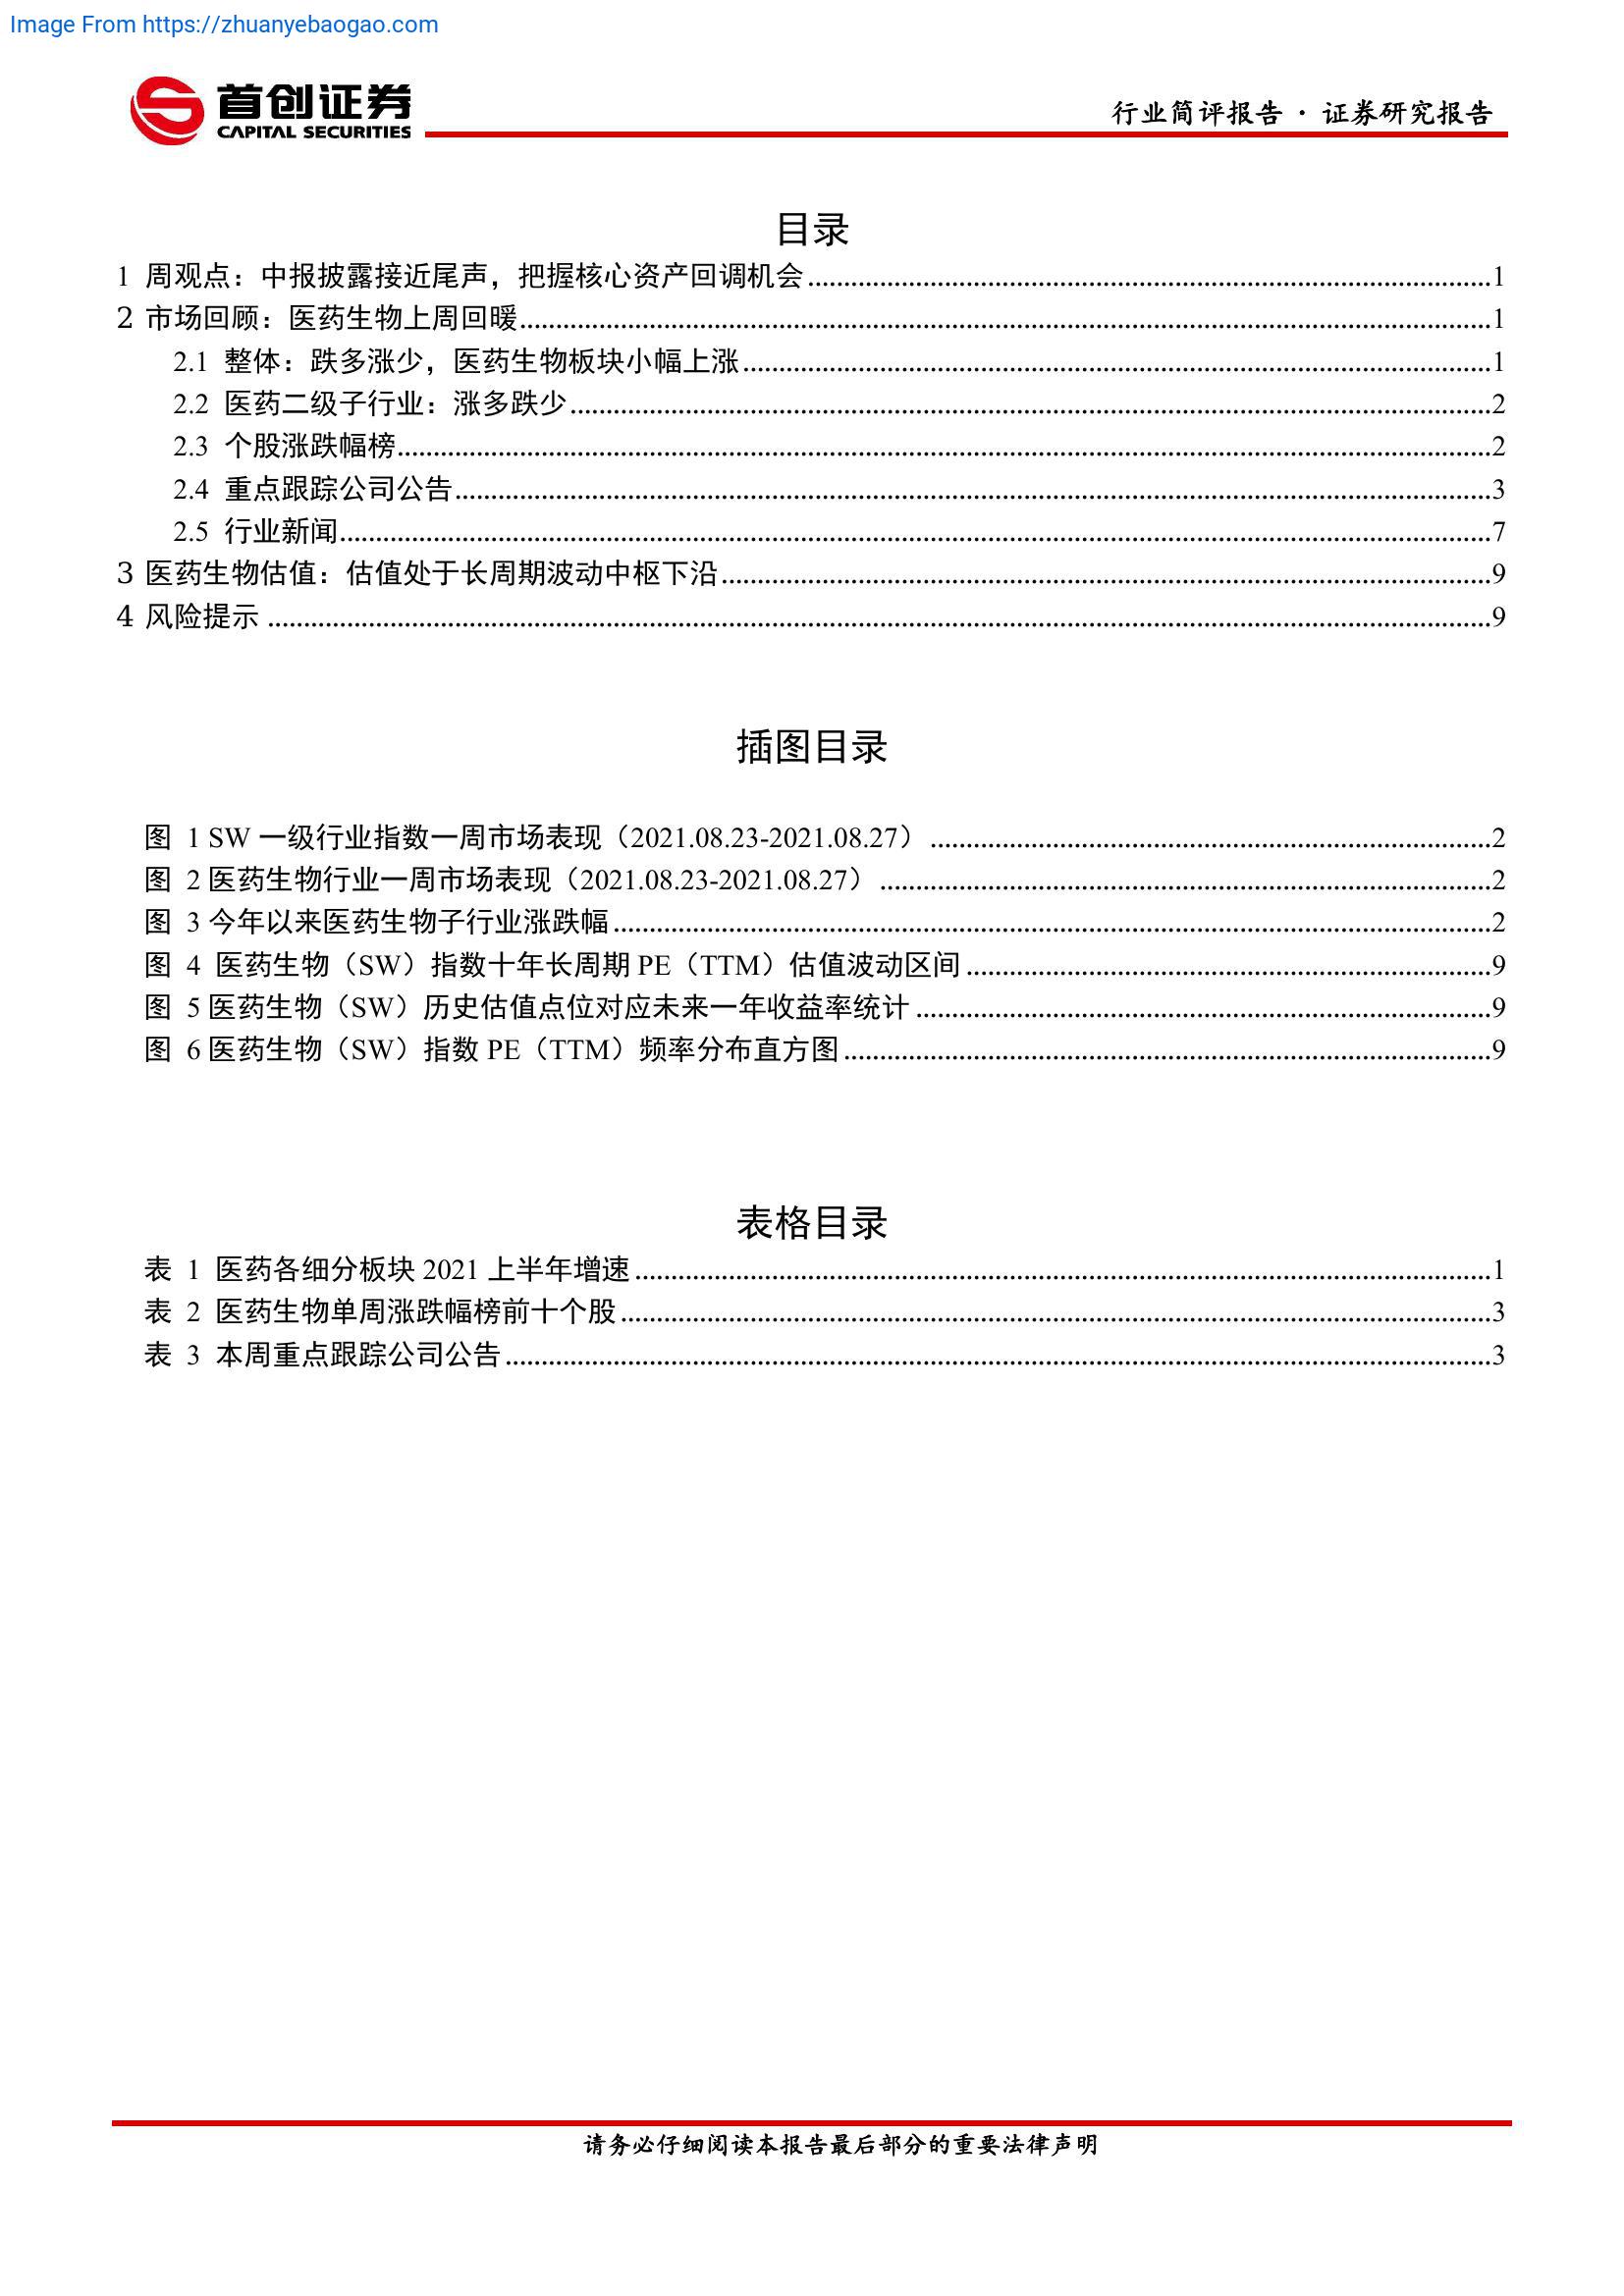 Image From https://zhuanyebaogao.com
首创证券
CAPITAL SECURITIES
行业简评报告 · 证券研究报告
目录
1 周观点：中报披露接近尾声，把握核心资产回调机会 1
2 市场回顾：医药生物上周回暖 1
2.1 整体：跌多涨少，医药生物板块小幅上涨 1
2.2 医药二级子行业：涨多跌少 2
2.3 个股涨跌幅榜 2
2.4 重点跟踪公司公告 3
2.5 行业新闻 7
3 医药生物估值：估值处于长周期波动中枢下沿 9
4 风险提示 9
插图目录
图 1 SW 一级行业指数一周市场表现（2021.08.23-2021.08.27） 2
图 2 医药生物行业一周市场表现（2021.08.23-2021.08.27） 2
图 3 今年以来医药生物子行业涨跌幅 2
图 4 医药生物（SW）指数十年长周期 PE（TTM）估值波动区间 9
图 5 医药生物（SW）历史估值点位对应未来一年收益率统计 9
图 6 医药生物（SW）指数 PE（TTM）频率分布直方图 9
表格目录
表 1 医药各细分板块 2021 上半年增速 1
表 2 医药生物单周涨跌幅榜前十个股 3
表 3 本周重点跟踪公司公告 3
请务必仔细阅读本报告最后部分的重要法律声明